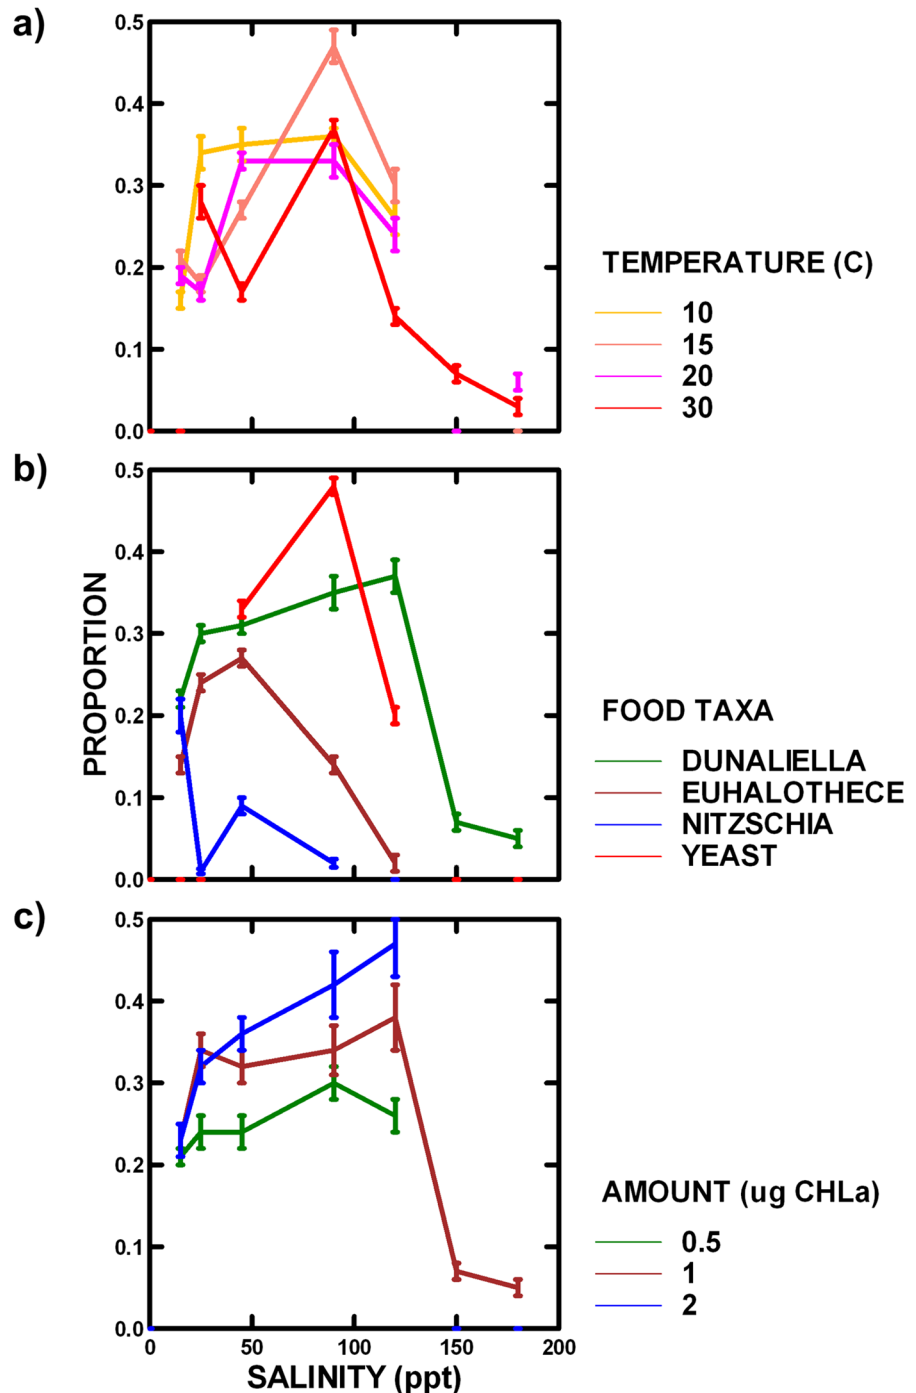 a)
0.5
0.4
0.3
0.2
0.1
0.0
TEMPERATURE (C)
10
15
20
30
b)
0.5
0.4
0.3
0.2
0.1
0.0
PROPORTION
FOOD TAXA
DUNALIELLA
EUHALOTHECE
NITZSCHIA
YEAST
c)
0.5
0.4
0.3
0.2
0.1
0.0
0 50 100 150 200
SALINITY (ppt)
AMOUNT (ug CHLa)
0.5
1
2